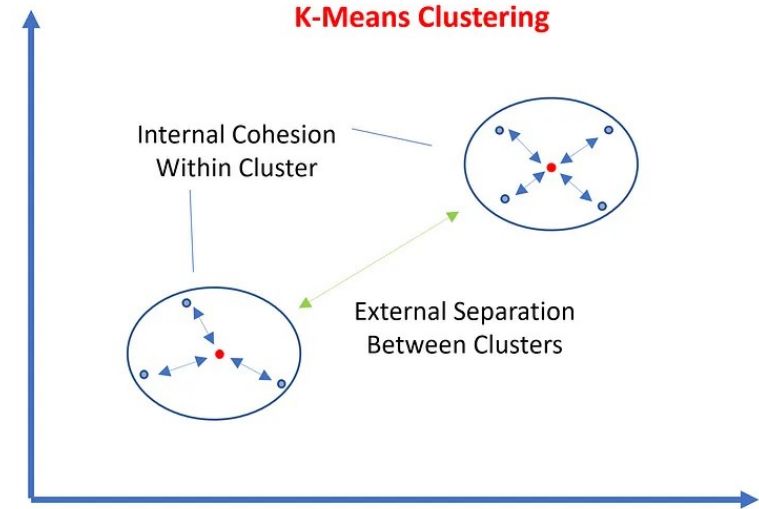 K-Means Clustering
Internal Cohesion
Within Cluster
External Separation
Between Clusters